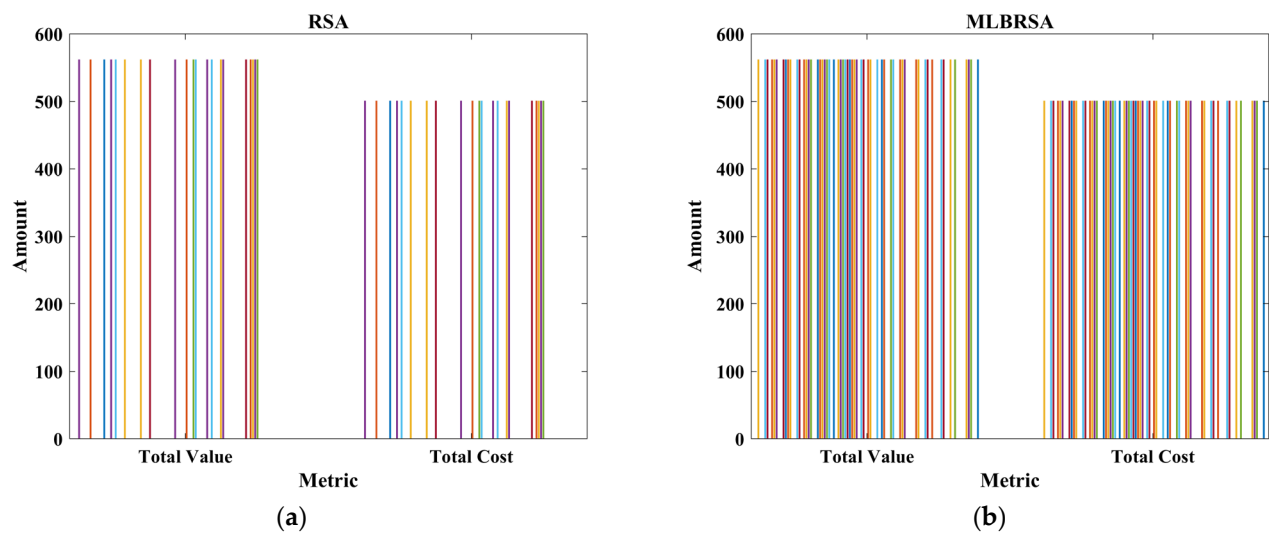 RSA
600
500
400
300
200
100
0
Amount
Total Value
Total Cost
Metric
(a)
MLBRSA
600
500
400
300
200
100
0
Amount
Total Value
Total Cost
Metric
(b)